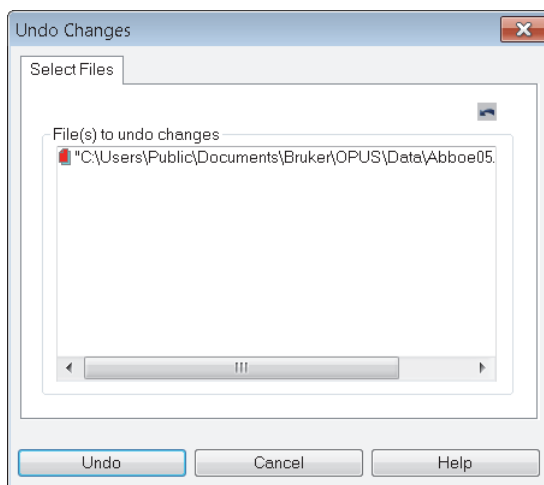 Undo Changes
Select Files
File(s) to undo changes
"C:\Users\Public\Documents\Bruker\OPUS\Data\Abboe05.
Undo
Cancel
Help